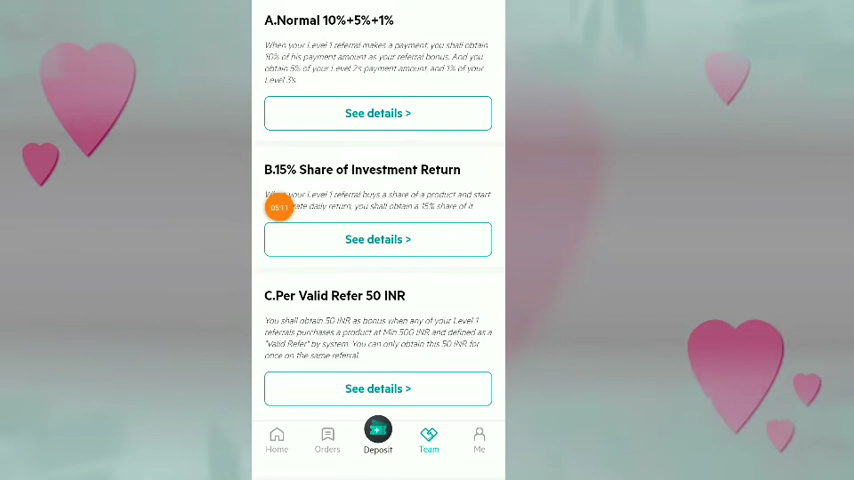 A.Normal 10%+5%+1%
When your Level 1 referral makes a payment, you shall obtain
10% of his payment amount as your referral bonus. And you
obtain 5% of your Level 2's payment amount, and 1% of your
Level 3's
See details >
B.15% Share of Investment Return
your Level 1 referral buys a share of a product and start
daily return, you shall obtain a 15% share of it
05:11
See details >
C.Per Valid Refer 50 INR
You shall obtain 50 INR as bonus when any of your Level 1
referrals purchases a product at Min 500 INR and defined as a
"Valid Refer" by system. You can only obtain this 50 INR for
once on the same referral.
See details >
Home
Orders
Deposit
Team
Me